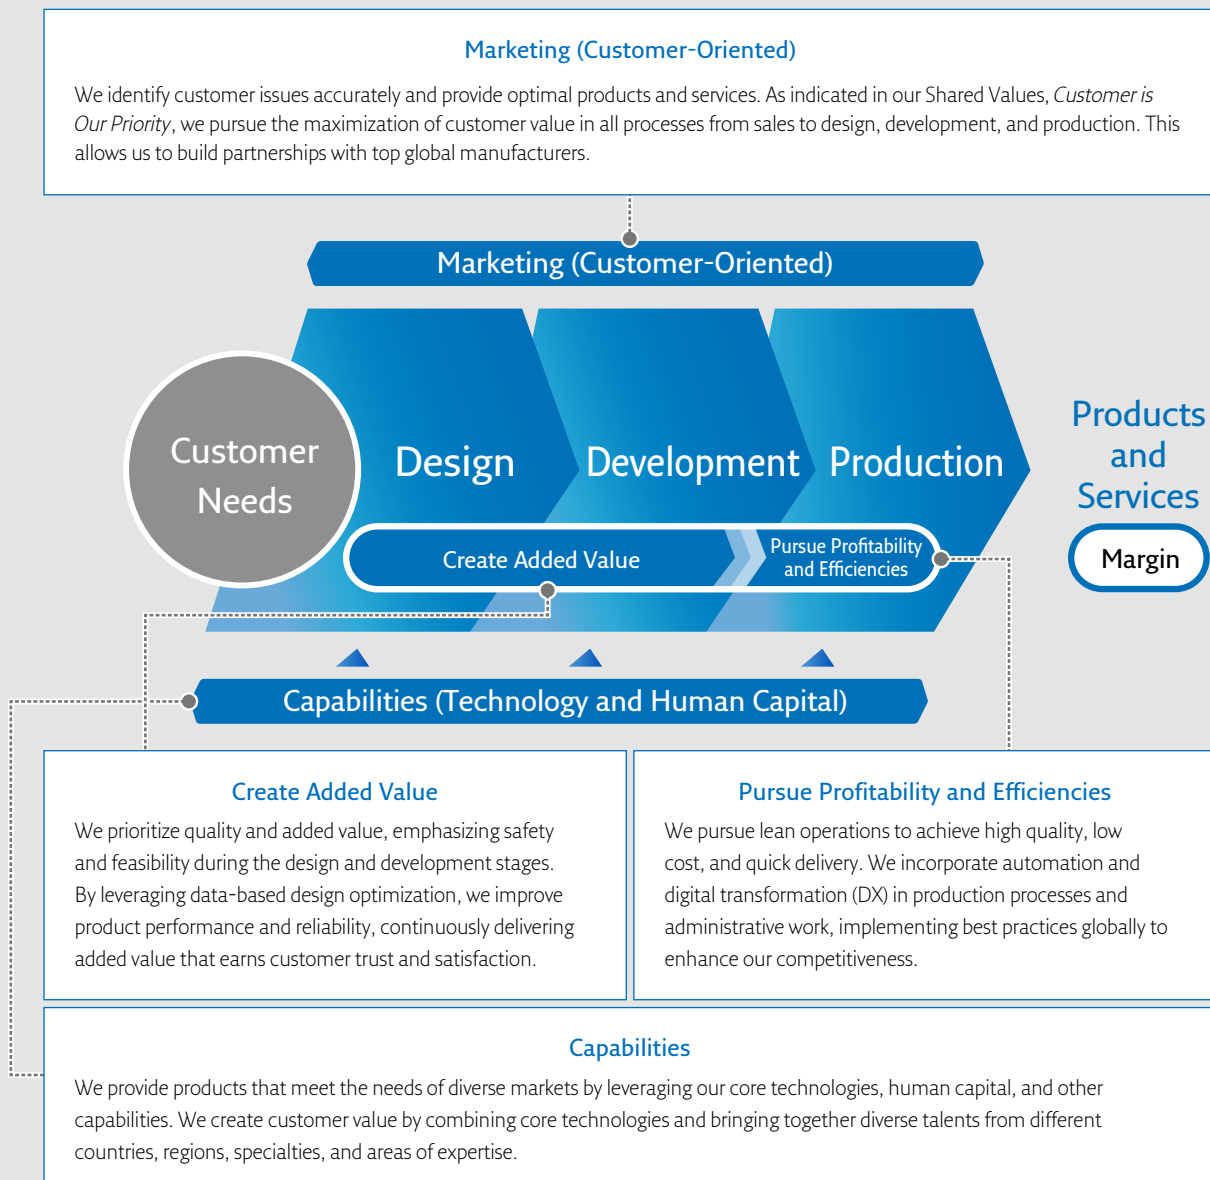 Marketing (Customer-Oriented)
We identify customer issues accurately and provide optimal products and services. As indicated in our Shared Values, Customer is
Our Priority, we pursue the maximization of customer value in all processes from sales to design, development, and production. This
allows us to build partnerships with top global manufacturers.
Marketing (Customer-Oriented)
Customer
Needs
Design
Development
Production
Products
and
Services
Margin
Create Added Value
Pursue Profitability
and Efficiencies
Capabilities (Technology and Human Capital)
Create Added Value
We prioritize quality and added value, emphasizing safety
and feasibility during the design and development stages.
By leveraging data-based design optimization, we improve
product performance and reliability, continuously delivering
added value that earns customer trust and satisfaction.
Pursue Profitability and Efficiencies
We pursue lean operations to achieve high quality, low
cost, and quick delivery. We incorporate automation and
digital transformation (DX) in production processes and
administrative work, implementing best practices globally to
enhance our competitiveness.
Capabilities
We provide products that meet the needs of diverse markets by leveraging our core technologies, human capital, and other
capabilities. We create customer value by combining core technologies and bringing together diverse talents from different
countries, regions, specialties, and areas of expertise.